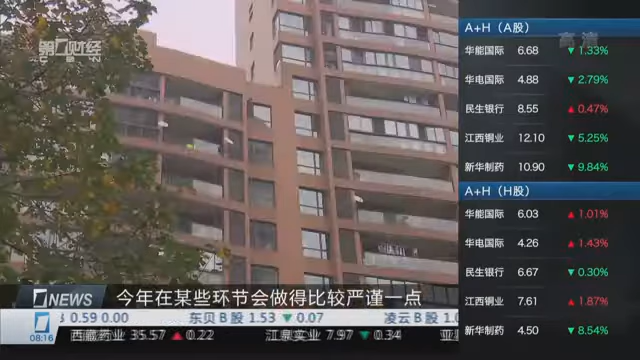 第一财经
高清
A+H（A股）
华能国际 6.68 ▼ 1.33%
华电国际 4.88 ▼ 2.79%
民生银行 8.55 ▲ 0.47%
江西铜业 12.10 ▼ 5.25%
新华制药 10.90 ▼ 9.84%
A+H（H股）
华能国际 6.03 ▲ 1.01%
华电国际 4.26 ▲ 1.43%
民生银行 6.67 ▼ 0.30%
江西铜业 7.61 ▲ 1.87%
新华制药 4.50 ▼ 8.54%
今年在某些环节会做得比较严谨一点
NEWS
0.59 0.00 东贝B股 1.53 ▼ 0.07 凌云B股 1.
08:16 西藏药业 35.57 ▲ 0.22 江泉实业 7.97 ▼ 0.34